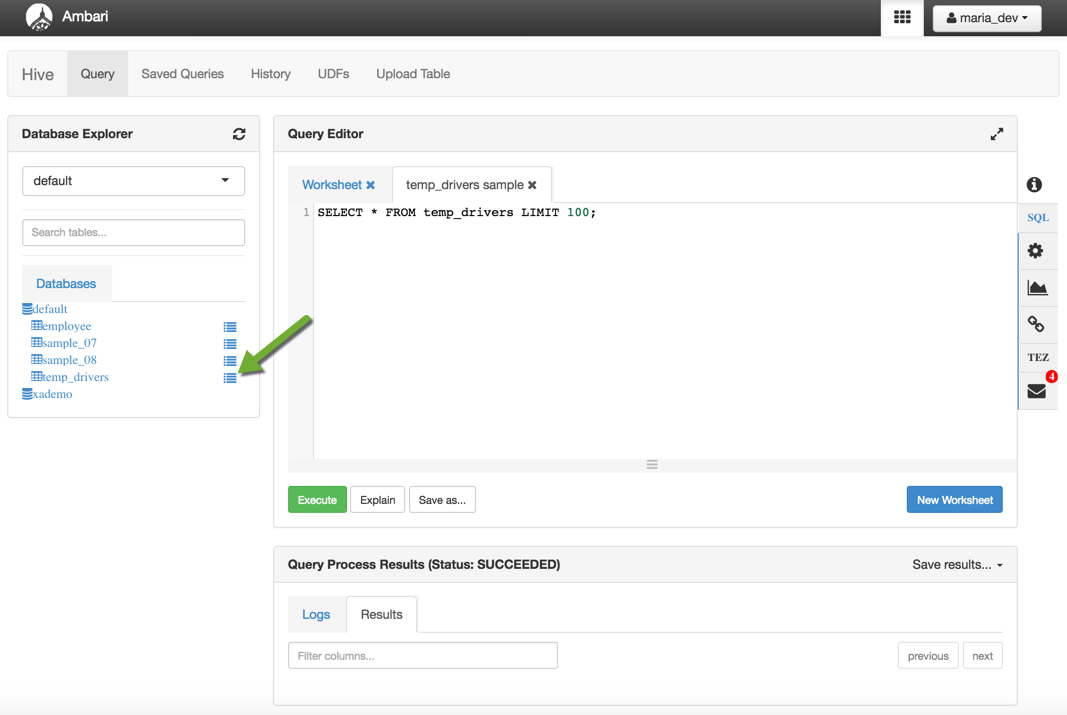 Ambari
maria_dev
Hive Query Saved Queries History UDFs Upload Table
Database Explorer
default
Search tables...
Databases
default
employee
sample_07
sample_08
temp_drivers
xademo
Query Editor
Worksheet temp_drivers sample
1 SELECT * FROM temp_drivers LIMIT 100;
Execute Explain Save as... New Worksheet
Query Process Results (Status: SUCCEEDED) Save results...
Logs Results
Filter columns... previous next
SQL
TEZ
4